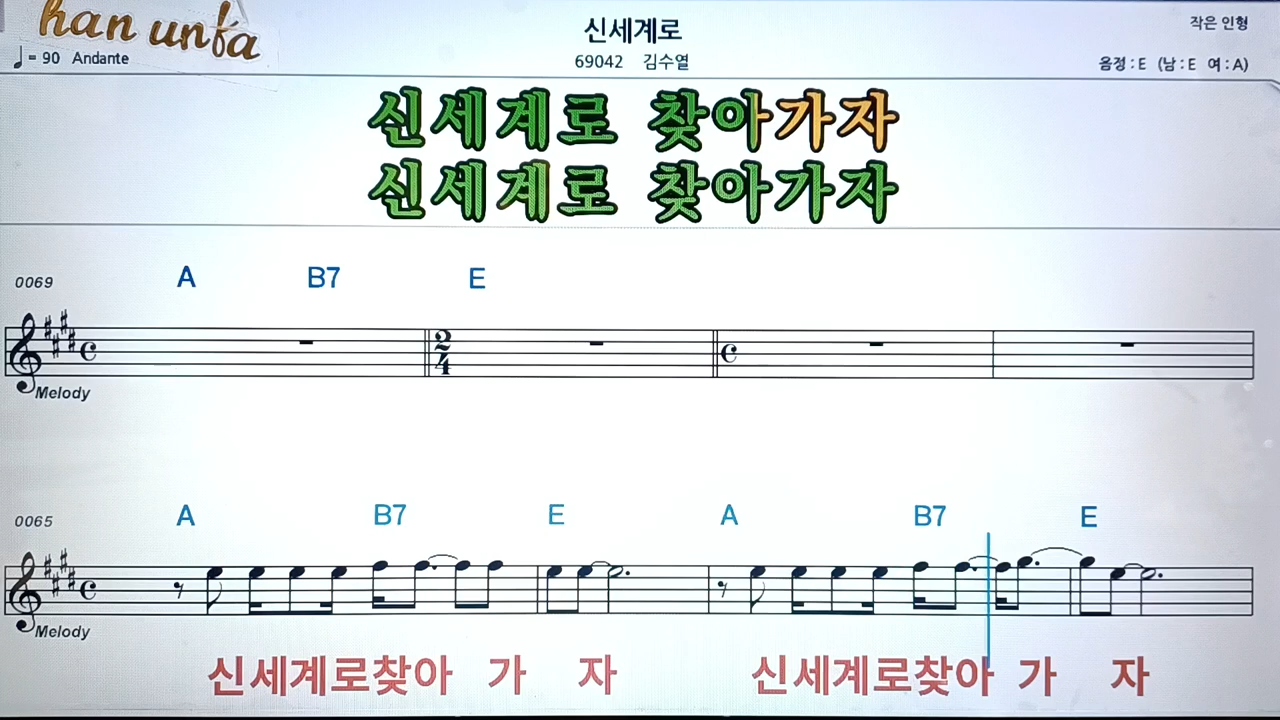 han unfa
신세계로
작은 인형
♩= 90 Andante
69042 김수열
음정 : E (남 : E 여 : A)
신세계로 찾아가자
신세계로 찾아가자
0069
A B7 E
2
4
Melody
0065
A B7 E A B7 E
Melody
신세계로찾아 가 자 신세계로찾아 가 자